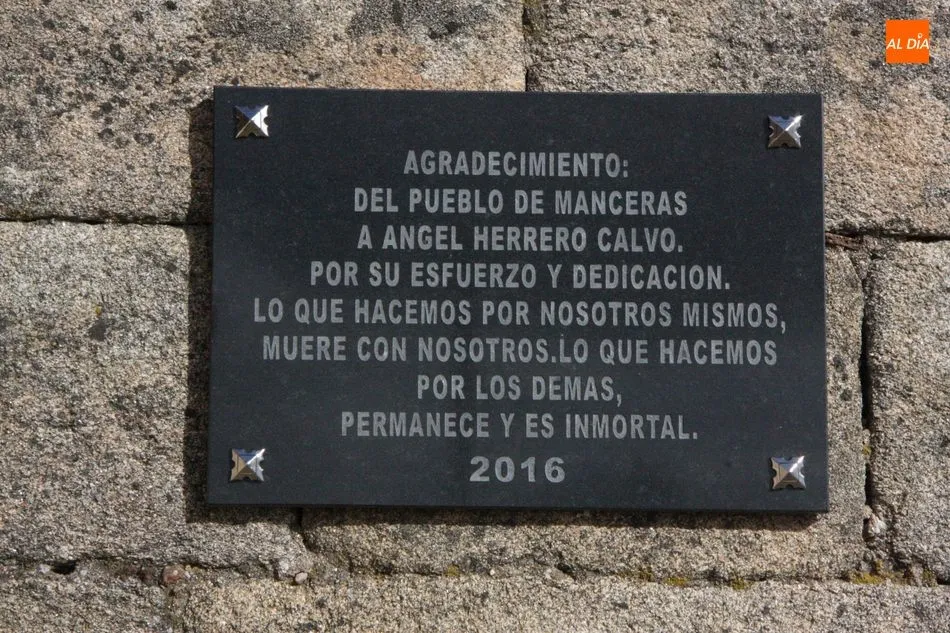 AL DÍA
AGRADECIMIENTO:
DEL PUEBLO DE MANCERAS
A ANGEL HERRERO CALVO.
POR SU ESFUERZO Y DEDICACION.
LO QUE HACEMOS POR NOSOTROS MISMOS,
MUERE CON NOSOTROS.LO QUE HACEMOS
POR LOS DEMAS,
PERMANECE Y ES INMORTAL.
2016